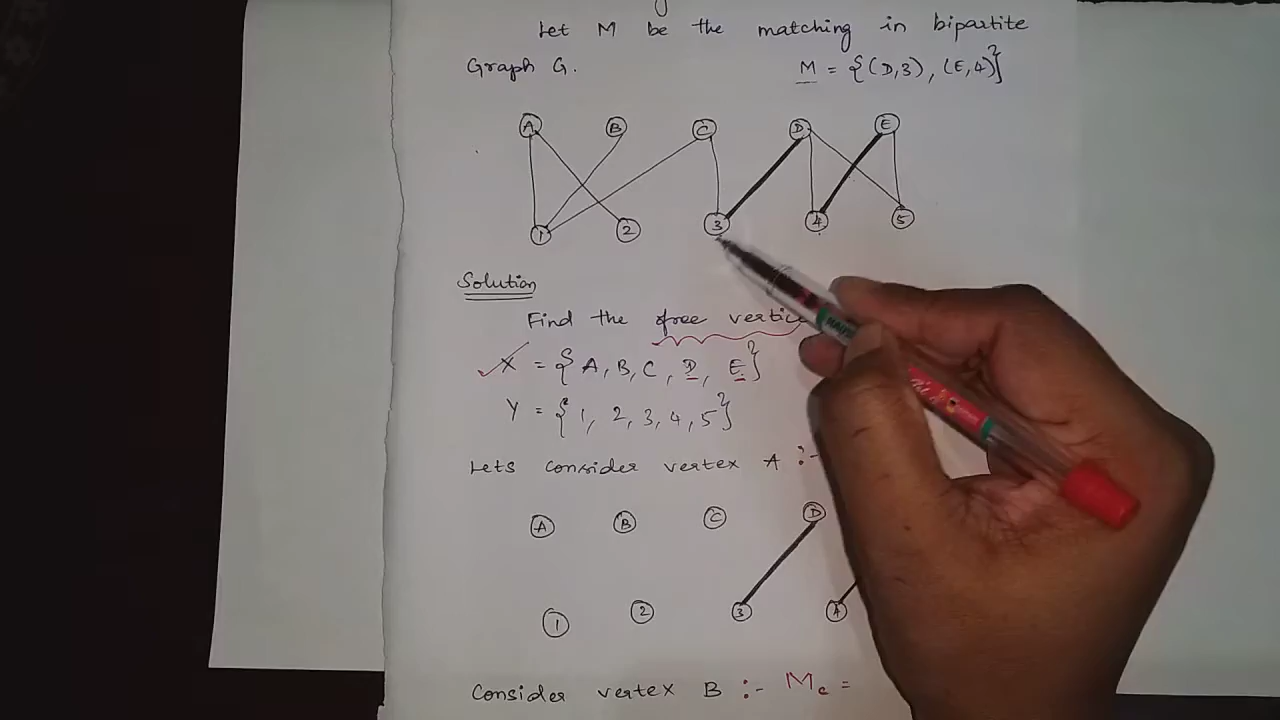 Let M be the matching in bipartite
Graph G. M = {(D,3), (E,4)}
A B C D E
1 2 3 4 5
Solution
Find the free
X = {A, B, C, D, E}
Y = {1, 2, 3, 4, 5}
Lets consider vertex A :-
A B C D
1 2 3 4
Consider vertex B :- Mc =